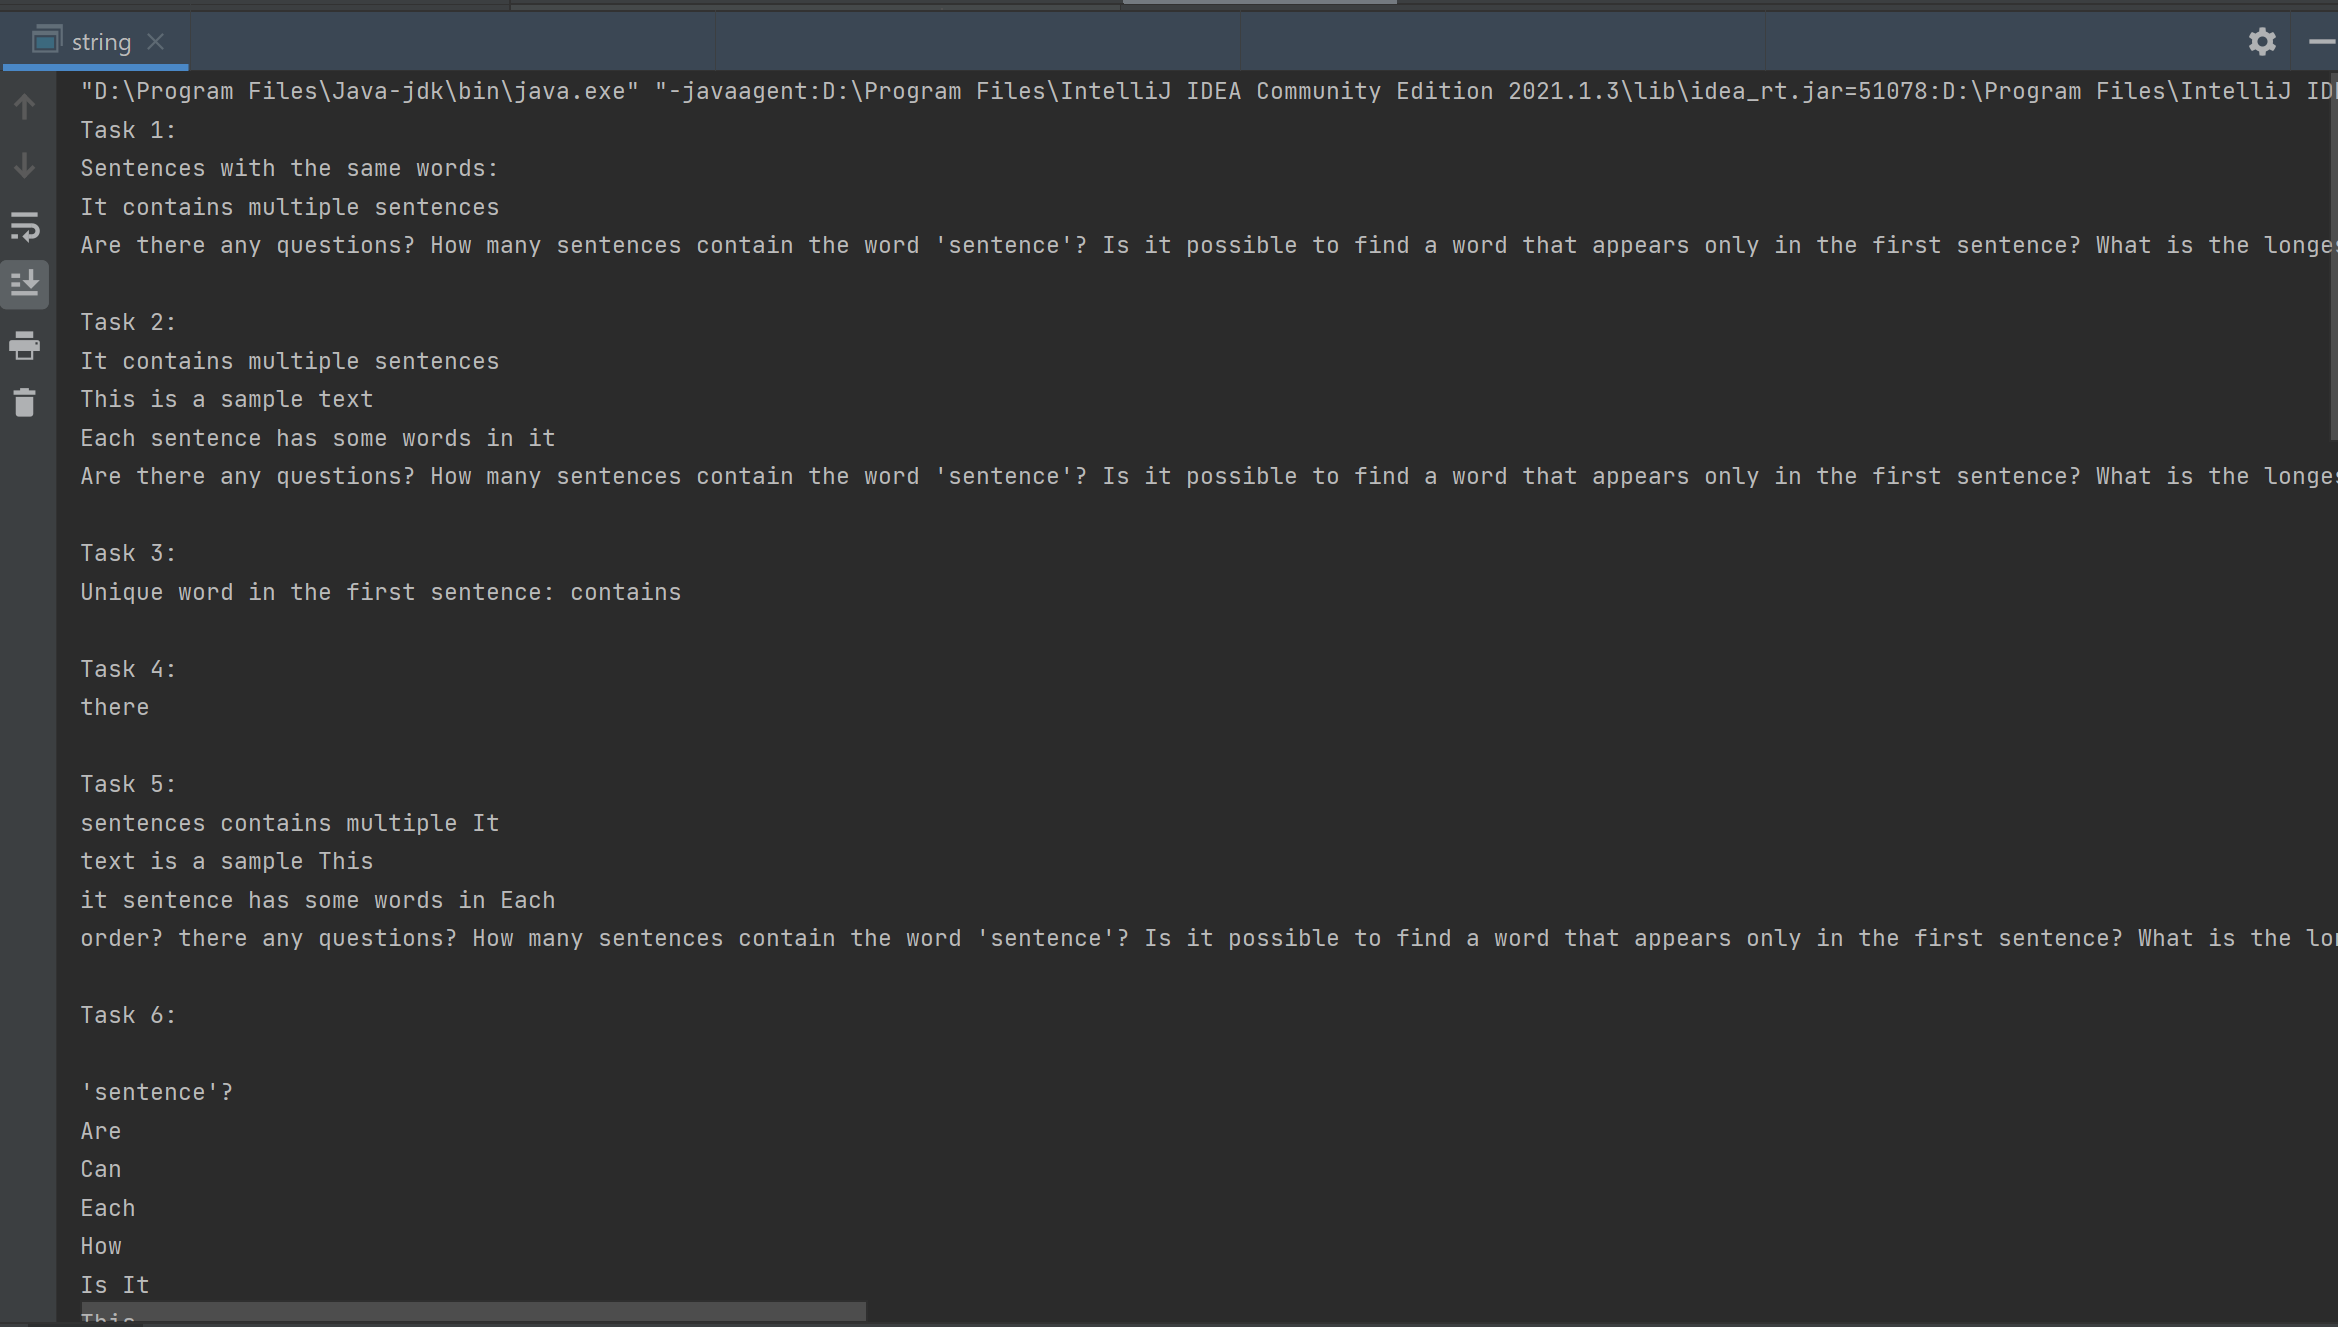 string
"D:\Program Files\Java-jdk\bin\java.exe" "-javaagent:D:\Program Files\IntelliJ IDEA Community Edition 2021.1.3\lib\idea_rt.jar=51078:D:\Program Files\IntelliJ
Task 1:
Sentences with the same words:
It contains multiple sentences
Are there any questions? How many sentences contain the word 'sentence'? Is it possible to find a word that appears only in the first sentence? What is the
Task 2:
It contains multiple sentences
This is a sample text
Each sentence has some words in it
Are there any questions? How many sentences contain the word 'sentence'? Is it possible to find a word that appears only in the first sentence? What is the
Task 3:
Unique word in the first sentence: contains
Task 4:
there
Task 5:
sentences contains multiple It
text is a sample This
it sentence has some words in Each
order? there any questions? How many sentences contain the word 'sentence'? Is it possible to find a word that appears only in the first sentence? What is the
Task 6:
'sentence'?
Are
Can
Each
How
Is It
This